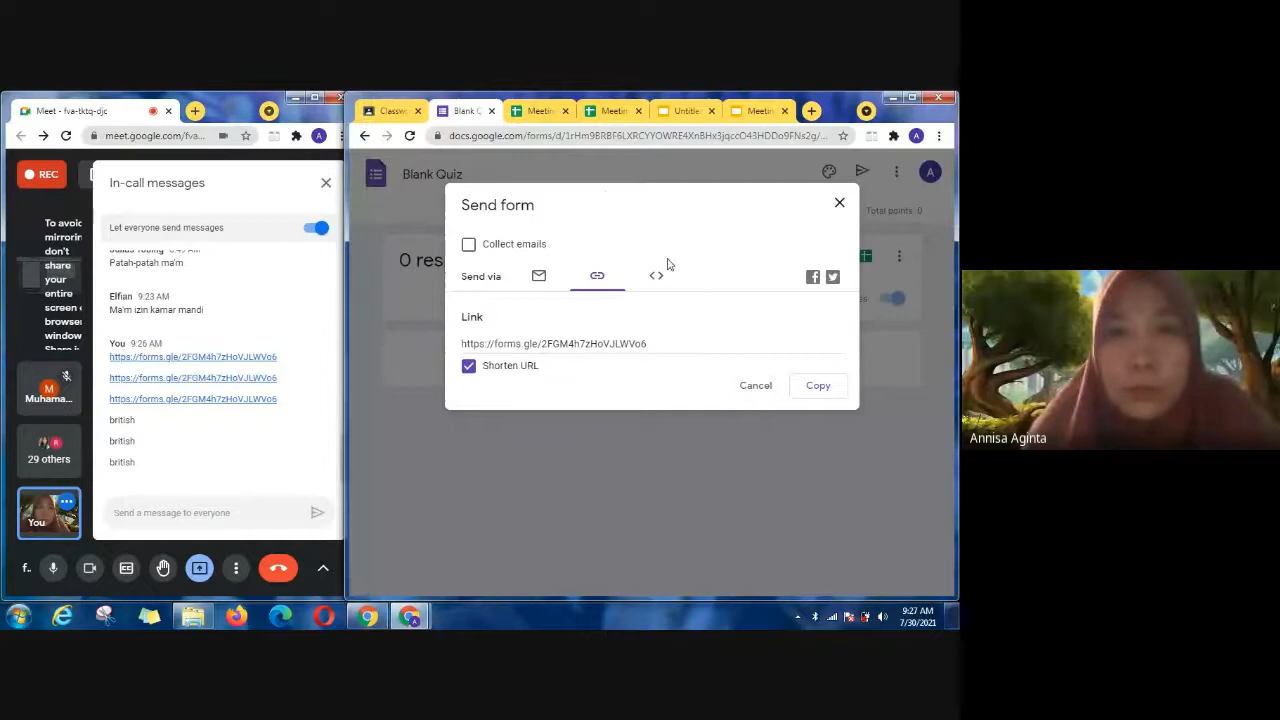 Meet - fva-tktq-djc
meet.google.com/fva...
REC
In-call messages
Let everyone send messages
To avoid
mirroring
don't
share
your
entire
screen o
browser
window.
Patah-patah ma'm
Elfian 9:23 AM
Ma'm izin kamar mandi
You 9:26 AM
https://forms.gle/2FGM4h7zHoVJLWVo6
https://forms.gle/2FGM4h7zHoVJLWVo6
https://forms.gle/2FGM4h7zHoVJLWVo6
british
british
british
M
Muhama...
R
29 others
You
Send a message to everyone
f..
Classw
Blank Q
Meetin
Meetin
Untitle
Meetin
A
docs.google.com/forms/d/1rHm9BRBF6LXRCYYOWRE4XnBHx3jqccO43HDDo9FNs2g/...
A
Blank Quiz
A
Total points: 0
0 res
Send form
Collect emails
Send via
Link
https://forms.gle/2FGM4h7zHoVJLWVo6
Shorten URL
Cancel
Copy
9:27 AM
7/30/2021
Annisa Aginta